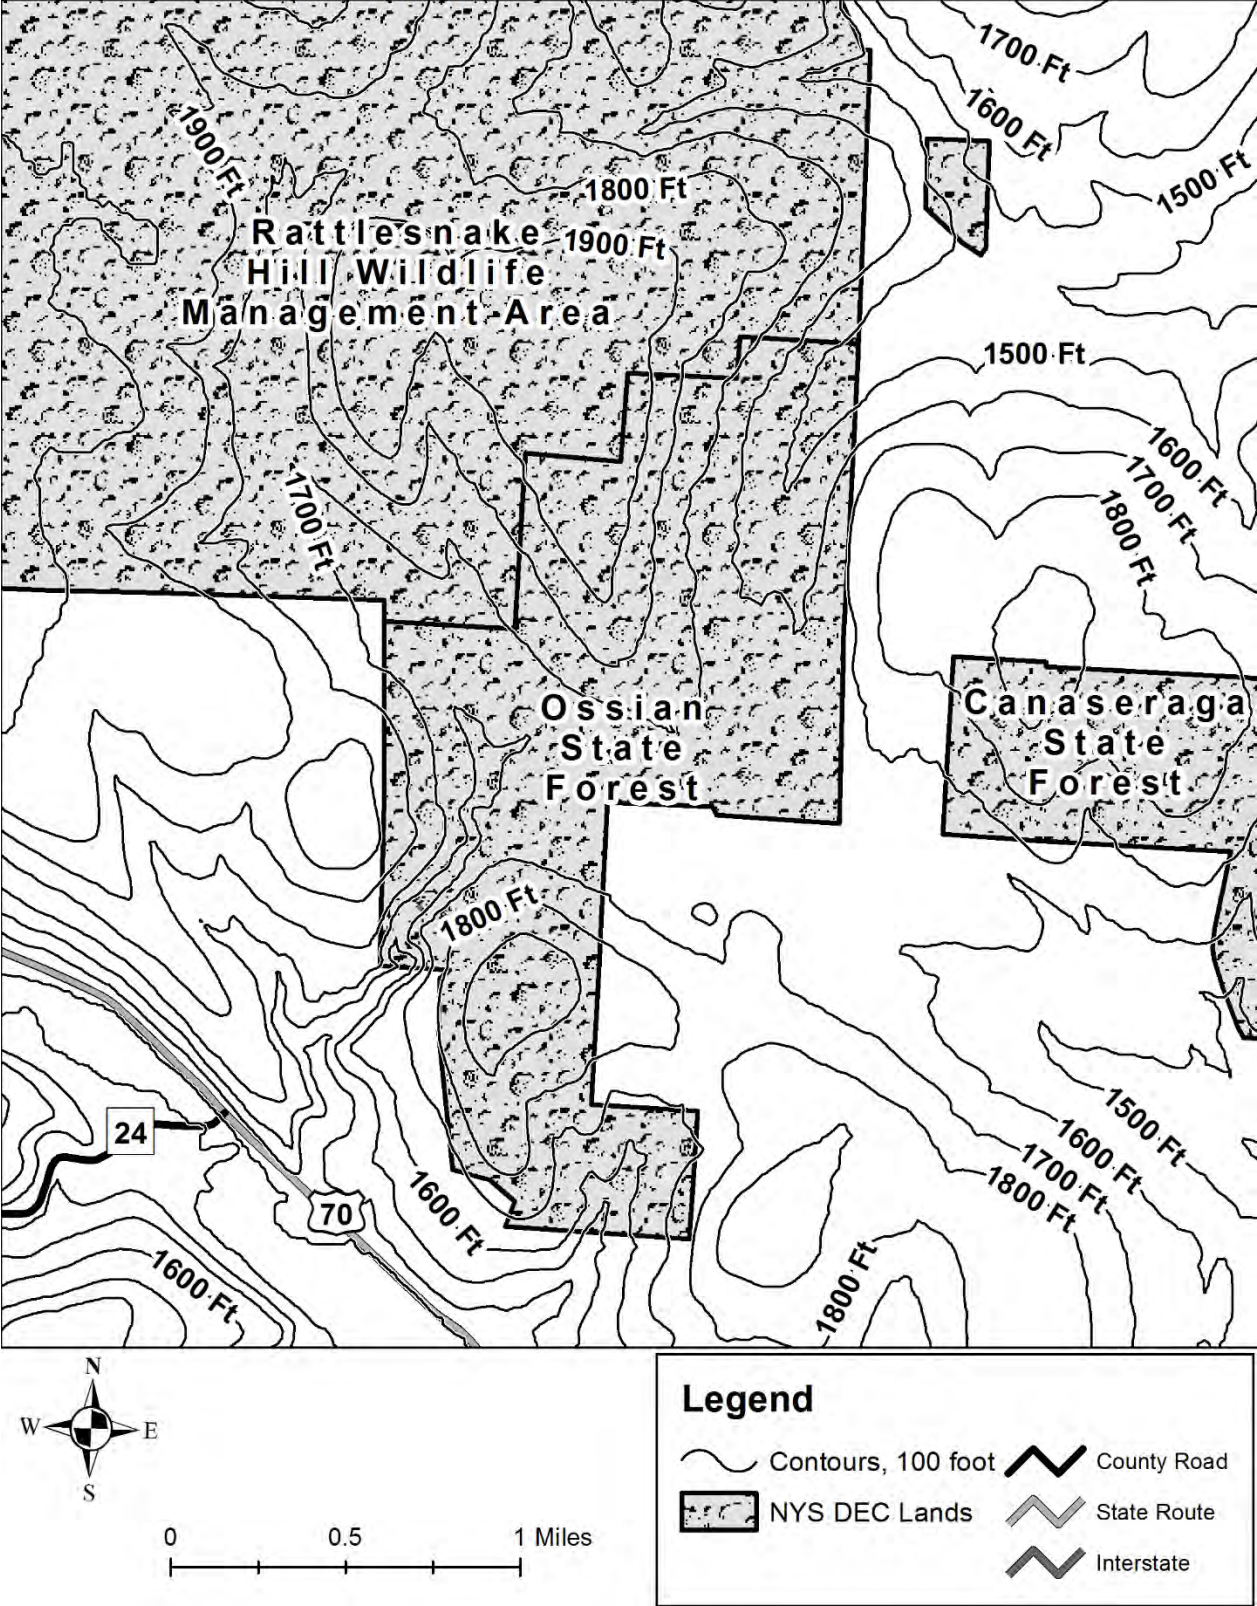 1700 Ft
1600 Ft
1900 Ft
1500 Ft
1800 Ft
Rattlesnake
Hill Wildlife
Management Area
1900 Ft
1500 Ft
1600 Ft
1700 Ft
1800 Ft
1700 Ft
Ossian
State
Forest
Canaseraga
State
Forest
1800 Ft
24
70
1600 Ft
1600 Ft
1500 Ft
1600 Ft
1700 Ft
1800 Ft
1800 Ft
N
W
E
S
0
0.5
1 Miles
Legend
Contours, 100 foot
NYS DEC Lands
County Road
State Route
Interstate